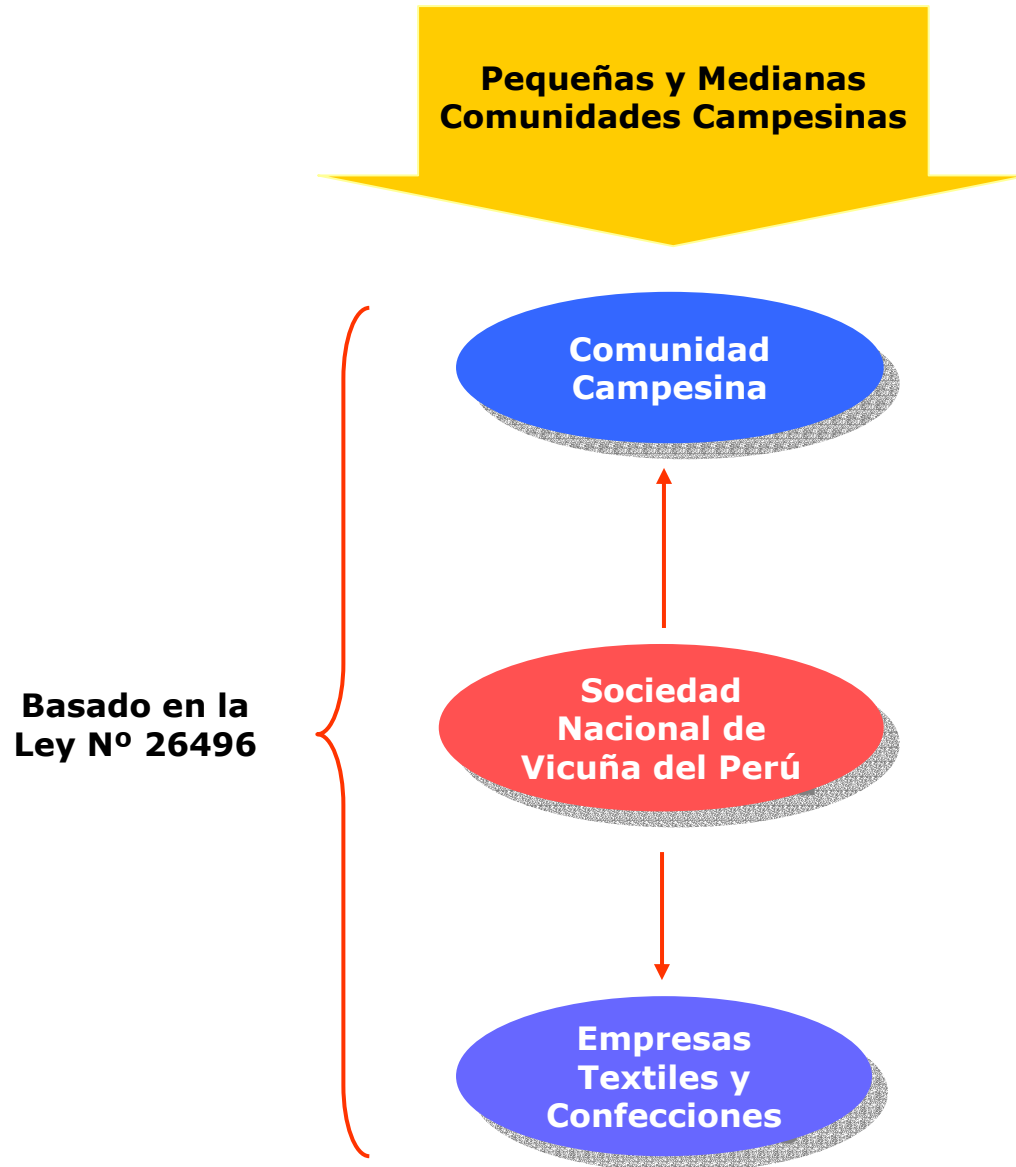 Pequeñas y Medianas
Comunidades Campesinas
Comunidad
Campesina
Basado en la
Ley Nº 26496
Sociedad
Nacional de
Vicuña del Perú
Empresas
Textiles y
Confecciones